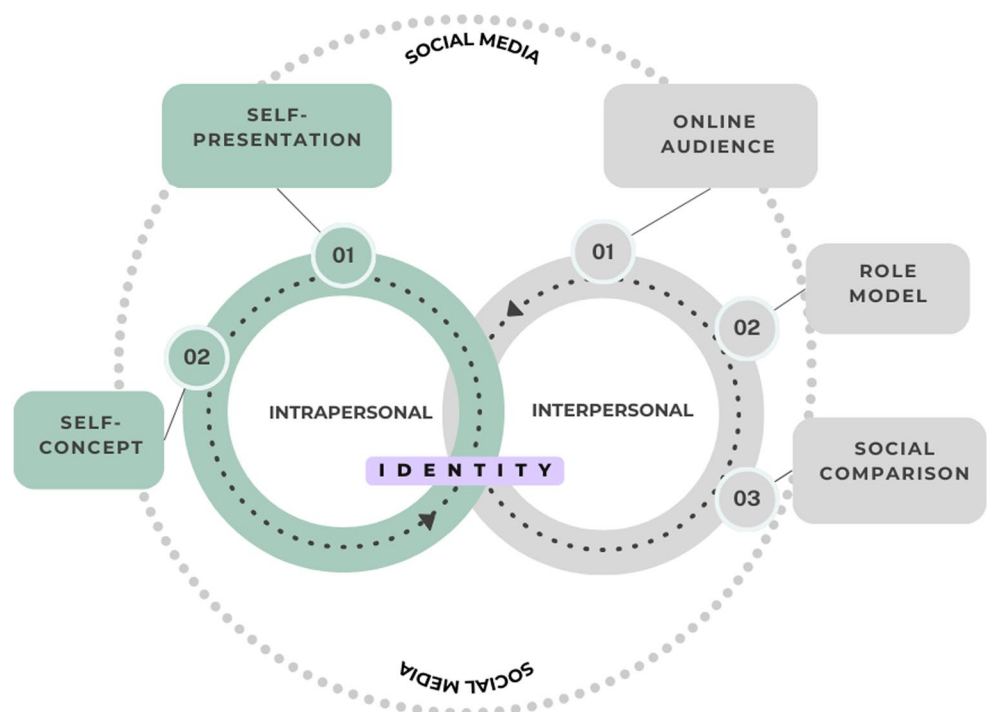 SOCIAL MEDIA
SELF-
PRESENTATION
ONLINE
AUDIENCE
01
01
ROLE
MODEL
02
02
SELF-
CONCEPT
INTRAPERSONAL
INTERPERSONAL
SOCIAL
COMPARISON
IDENTITY
03
SOCIAL MEDIA